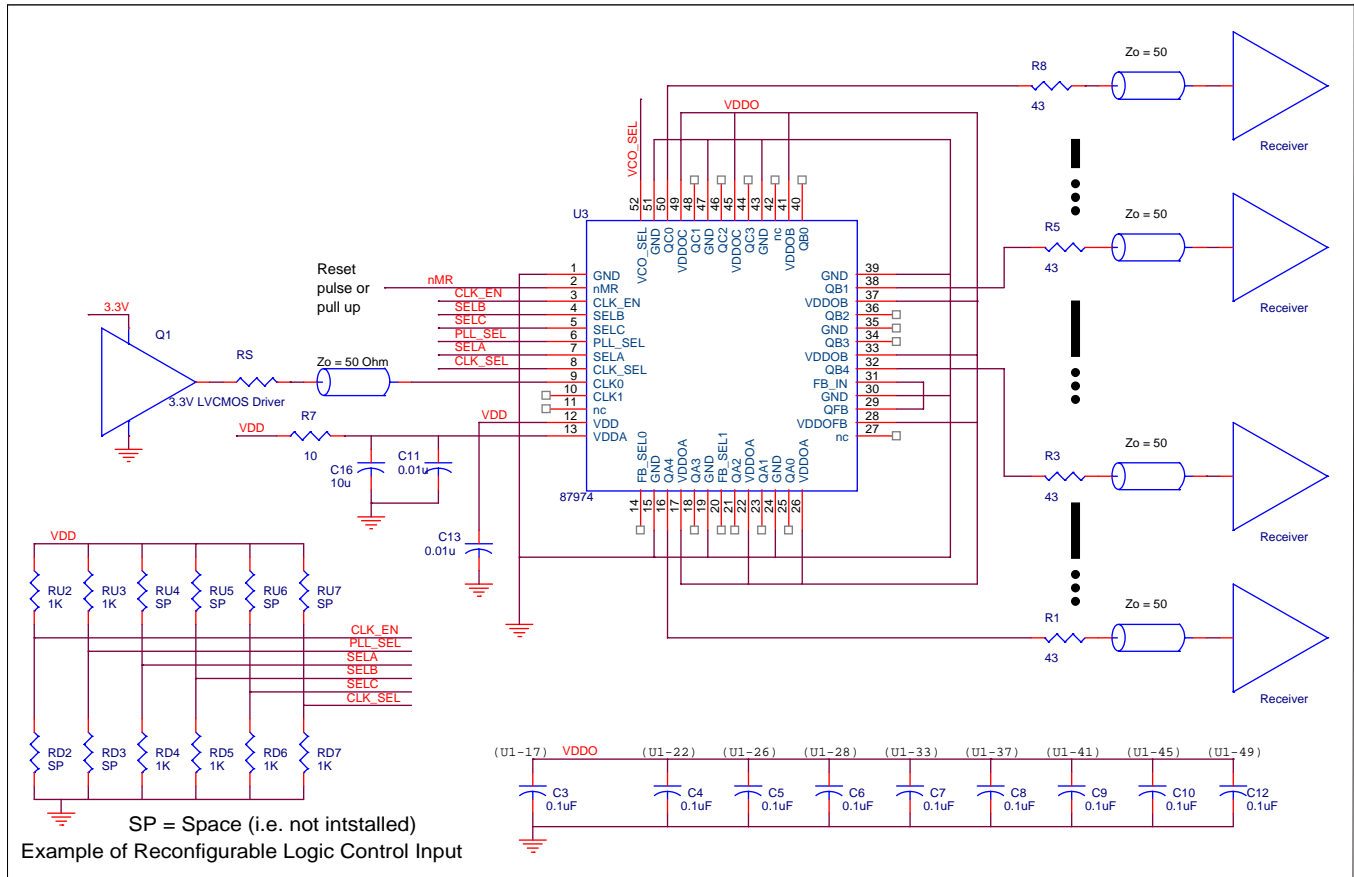 R8
43
Zo = 50
Receiver
VCO_SEL
VDDO
52
51
50
49
48
47
46
45
44
43
42
41
40
U3
VCO_SEL
GND
QC0
VDDOC
QC1
GND
QC2
VDDOC
QC3
GND
nc
VDDOB
QB0
R5
43
Zo = 50
Receiver
Reset
pulse or
pull up
nMR
CLK_EN
SELB
SELC
PLL_SEL
SELA
CLK_SEL
1 GND
2 nMR
3 CLK_EN
4 SELB
5 SELC
6 PLL_SEL
7 SELA
8 CLK_SEL
9 CLK0
10 CLK1
11 nc
12 VDD
13 VDDA
GND 39
QB1 38
VDDOB 37
QB2 36
GND 35
QB3 34
VDDOB 33
QB4 32
FB_IN 31
GND 30
QFB 29
VDDOFB 28
nc 27
3.3V
Q1
RS
Zo = 50 Ohm
3.3V LVCMOS Driver
VDD
R7
10
VDD
C16
10u
C11
0.01u
C13
0.01u
FB_SEL0
GND
QA4
VDDOA
QA3
GND
FB_SEL1
QA2
VDDOA
QA1
GND
QA0
VDDOA
87974
14
15
16
17
18
19
20
21
22
23
24
25
26
R3
43
Zo = 50
Receiver
R1
43
Zo = 50
Receiver
VDD
RU2
1K
RU3
1K
RU4
SP
RU5
SP
RU6
SP
RU7
SP
CLK_EN
PLL_SEL
SELA
SELB
SELC
CLK_SEL
RD2
SP
RD3
SP
RD4
1K
RD5
1K
RD6
1K
RD7
1K
SP = Space (i.e. not intstalled)
Example of Reconfigurable Logic Control Input
(U1-17) VDDO (U1-22) (U1-26) (U1-28) (U1-33) (U1-37) (U1-41) (U1-45) (U1-49)
C3
0.1uF
C4
0.1uF
C5
0.1uF
C6
0.1uF
C7
0.1uF
C8
0.1uF
C9
0.1uF
C10
0.1uF
C12
0.1uF